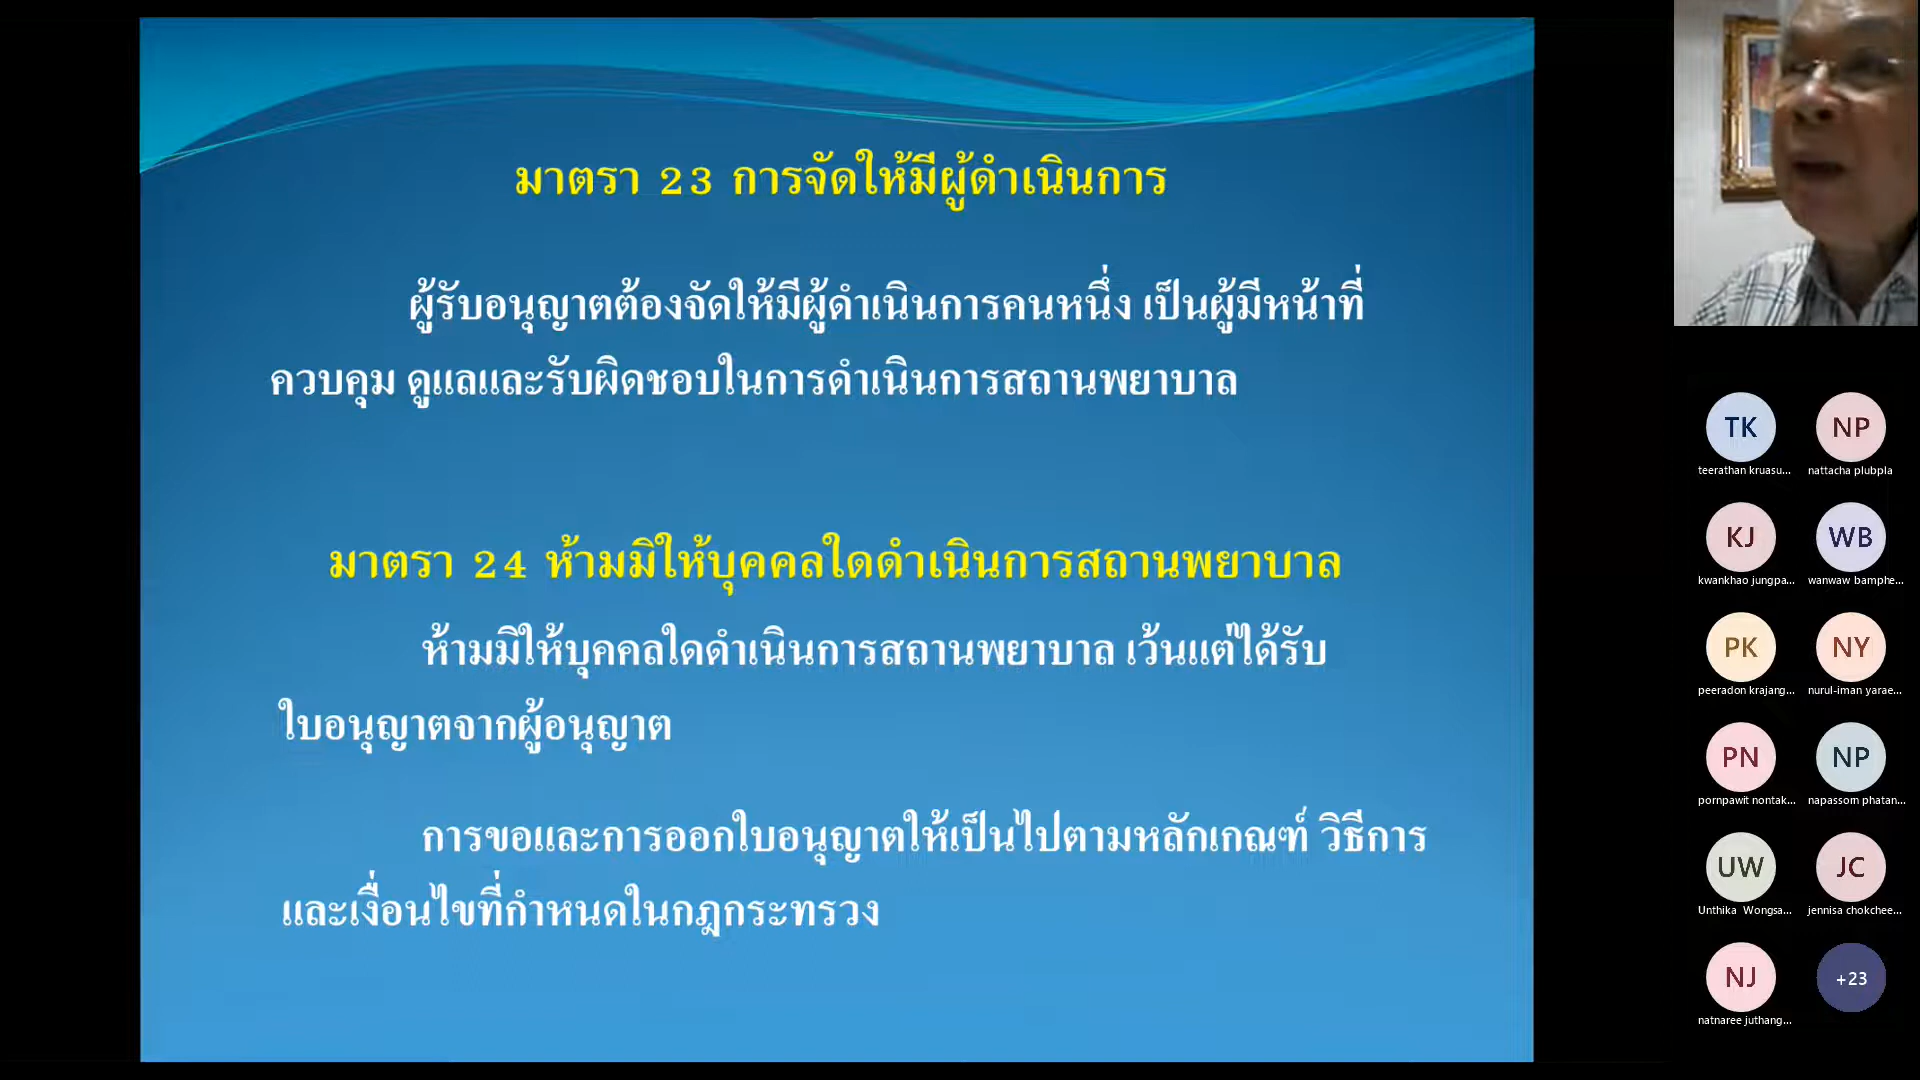 มาตรา 23 การจัดให้มีผู้ดำเนินการ
ผู้รับอนุญาตต้องจัดให้มีผู้ดำเนินการคนหนึ่ง เป็นผู้มีหน้าที่
ควบคุม ดูแลและรับผิดชอบในการดำเนินการสถานพยาบาล
มาตรา 24 ห้ามมิให้บุคคลใดดำเนินการสถานพยาบาล
ห้ามมิให้บุคคลใดดำเนินการสถานพยาบาล เว้นแต่ได้รับ
ใบอนุญาตจากผู้อนุญาต
การขอและการออกใบอนุญาตให้เป็นไปตามหลักเกณฑ์ วิธีการ
และเงื่อนไขที่กำหนดในกฎกระทรวง
TK NP
teerathan kruasu... nattacha plubpla
KJ WB
kwankhao jungpa... wanwaw bamphe...
PK NY
peeradon krajang... nurul-iman yarae...
PN NP
pornpawit nontak... napassorn phatan...
UW JC
Unthika Wongsa... jennisa chokchee...
NJ +23
natnaree juthang...